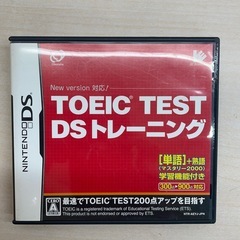 New version 対応!
TOEIC® TEST
DSトレーニング
[単語]+熟語
(マスタリー2000)
学習機能付き
300点~900点対応
NINTENDO DS
CERO
A
最速でTOEIC®TEST200点アップを目指す
TOEIC is a registered trademark of Educational Testing Service (ETS).
This product is not endorsed or approved by ETS.